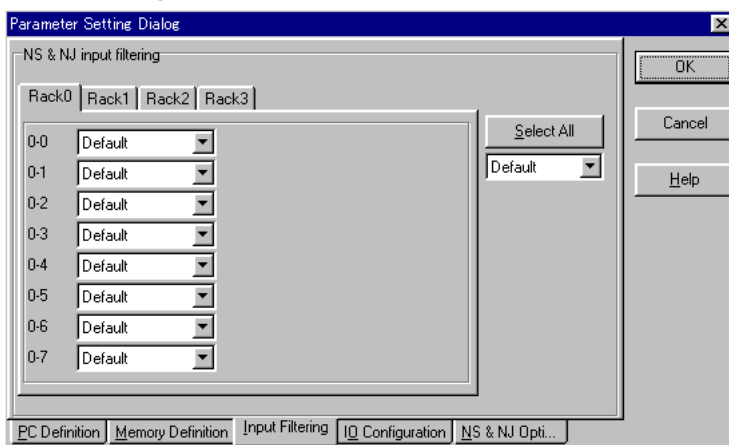 Parameter Setting Dialog
NS & NJ input filtering
Rack0 Rack1 Rack2 Rack3
0-0 Default
0-1 Default
0-2 Default
0-3 Default
0-4 Default
0-5 Default
0-6 Default
0-7 Default
Select All
Default
OK
Cancel
Help
PC Definition Memory Definition Input Filtering IO Configuration NS & NJ Opti...